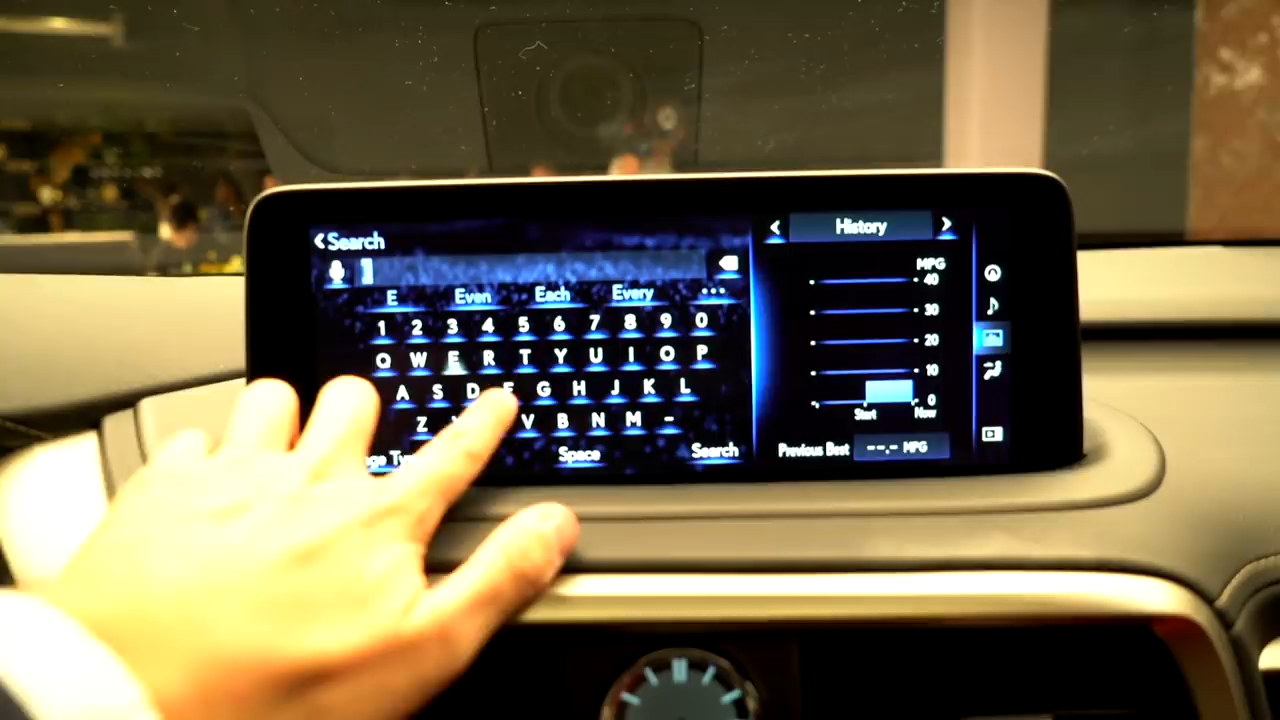 Search
E Even Each Every ...
1 2 3 4 5 6 7 8 9 0
Q W E R T Y U I O P
A S D F G H J K L
Z V B N M -
Space Search
History
MPG
40
30
20
10
0
Start Now
Previous Best --.- MPG